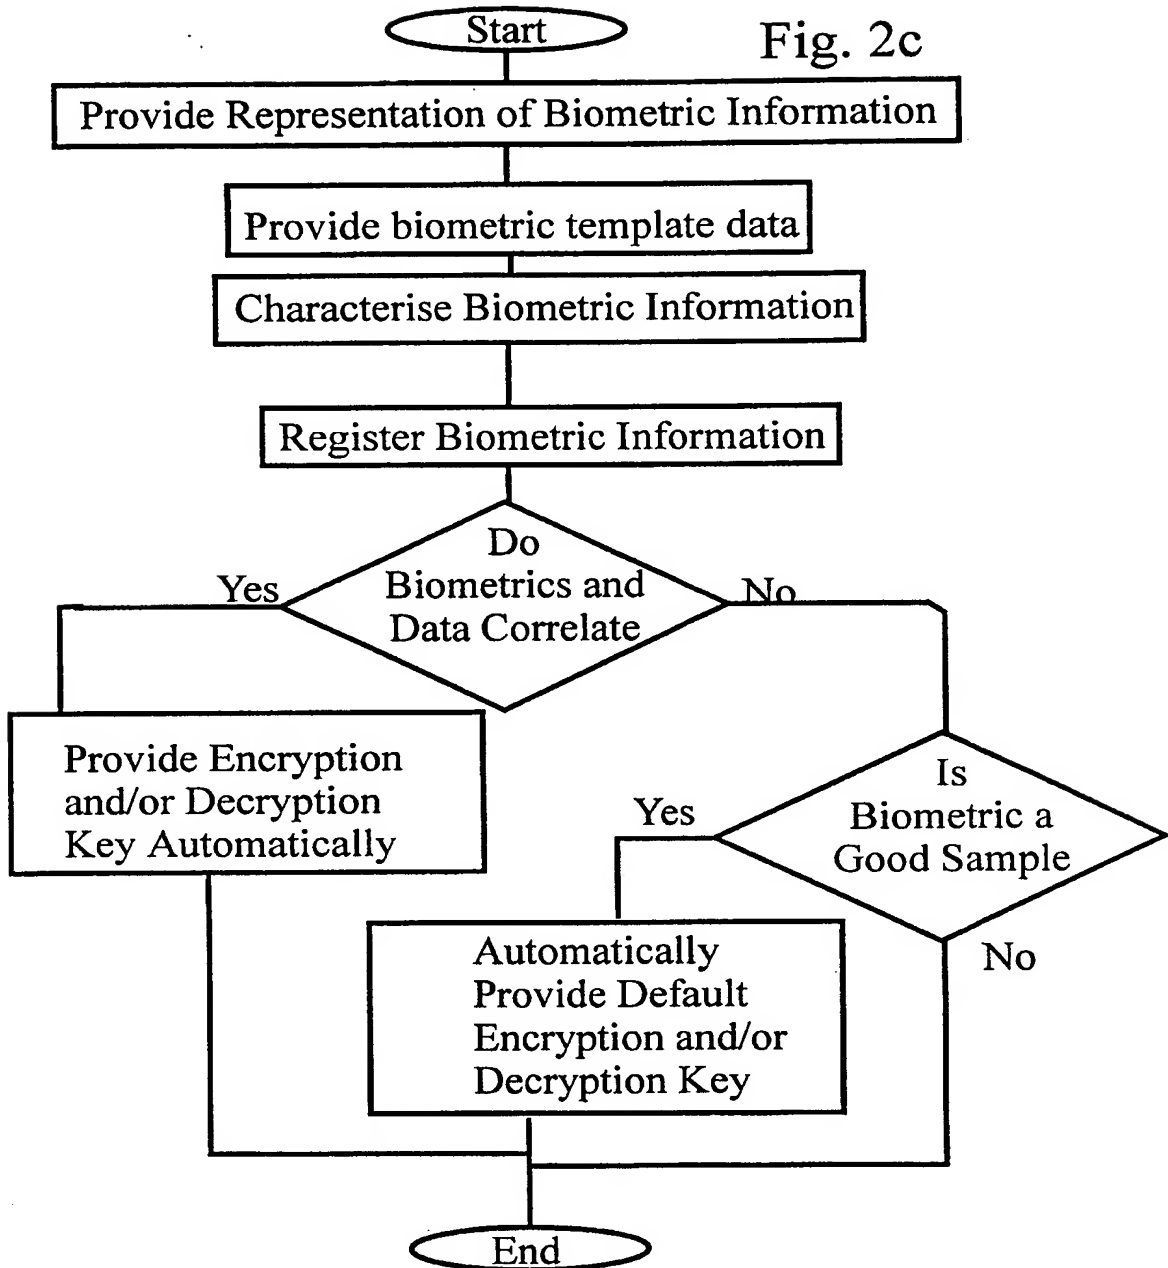 Start
Fig. 2c
Provide Representation of Biometric Information
Provide biometric template data
Characterise Biometric Information
Register Biometric Information
Do
Biometrics and
Data Correlate
Yes
No
Provide Encryption
and/or Decryption
Key Automatically
Is
Biometric a
Good Sample
Yes
No
Automatically
Provide Default
Encryption and/or
Decryption Key
End